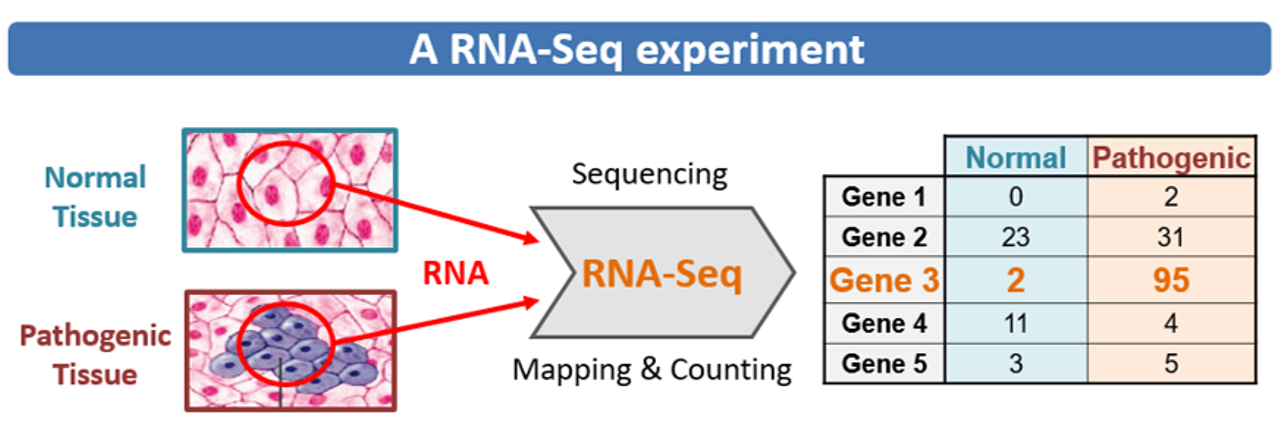 A RNA-Seq experiment
Normal
Tissue
Pathogenic
Tissue
RNA
Sequencing
RNA-Seq
Mapping & Counting
Normal Pathogenic
Gene 1 0 2
Gene 2 23 31
Gene 3 2 95
Gene 4 11 4
Gene 5 3 5